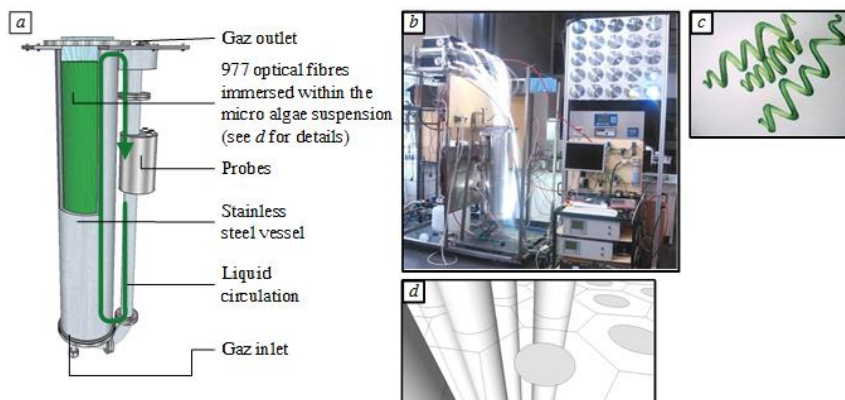 a
Gaz outlet
977 optical fibres
immersed within the
micro algae suspension
(see d for details)
Probes
Stainless
steel vessel
Liquid
circulation
Gaz inlet
b
c
d